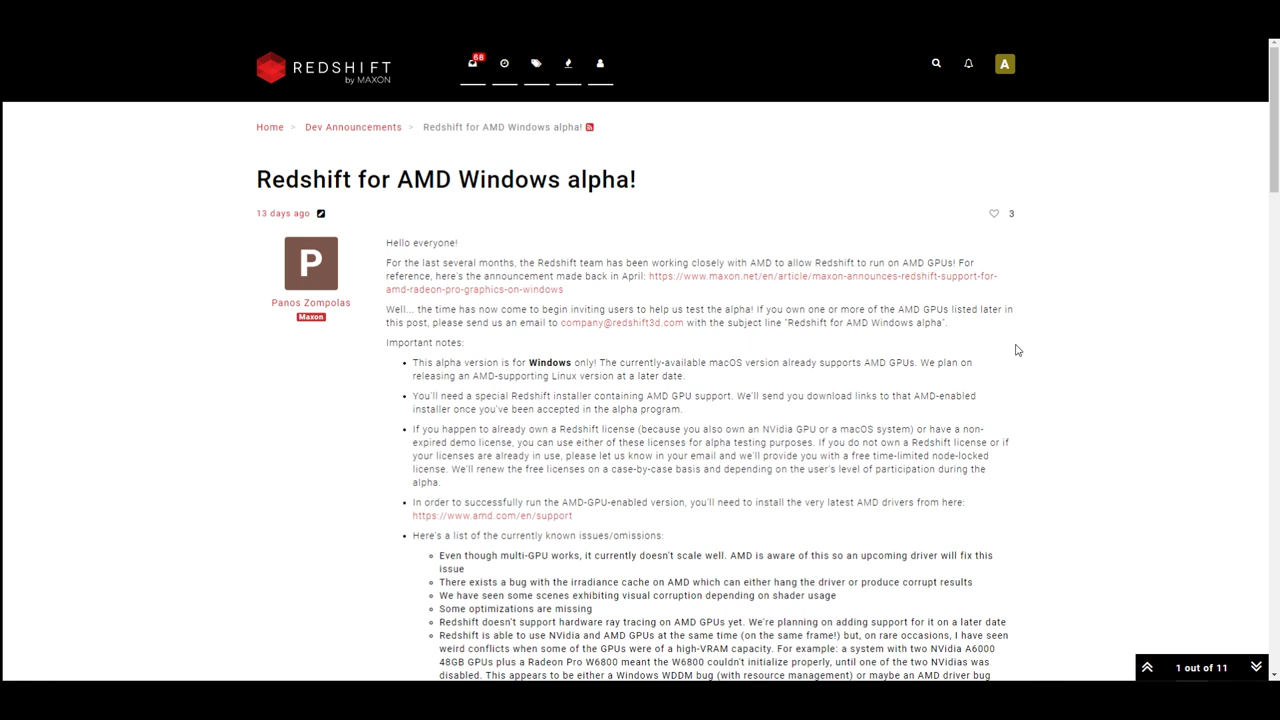 REDSHIFT
by MAXON
68
A
Home > Dev Announcements > Redshift for AMD Windows alpha!
Redshift for AMD Windows alpha!
13 days ago
3
P
Panos Zompolas
Maxon
Hello everyone!
For the last several months, the Redshift team has been working closely with AMD to allow Redshift to run on AMD GPUs! For
reference, here's the announcement made back in April: https://www.maxon.net/en/article/maxon-announces-redshift-support-for-
amd-radeon-pro-graphics-on-windows
Well... the time has now come to begin inviting users to help us test the alpha! If you own one or more of the AMD GPUs listed later in
this post, please send us an email to company@redshift3d.com with the subject line "Redshift for AMD Windows alpha".
Important notes:
• This alpha version is for Windows only! The currently-available macOS version already supports AMD GPUs. We plan on
releasing an AMD-supporting Linux version at a later date.
• You'll need a special Redshift installer containing AMD GPU support. We'll send you download links to that AMD-enabled
installer once you've been accepted in the alpha program.
• If you happen to already own a Redshift license (because you also own an NVidia GPU or a macOS system) or have a non-
expired demo license, you can use either of these licenses for alpha testing purposes. If you do not own a Redshift license or if
your licenses are already in use, please let us know in your email and we'll provide you with a free time-limited node-locked
license. We'll renew the free licenses on a case-by-case basis and depending on the user's level of participation during the
alpha.
• In order to successfully run the AMD-GPU-enabled version, you'll need to install the very latest AMD drivers from here:
https://www.amd.com/en/support
• Here's a list of the currently known issues/omissions:
Even though multi-GPU works, it currently doesn't scale well. AMD is aware of this so an upcoming driver will fix this
issue
There exists a bug with the irradiance cache on AMD which can either hang the driver or produce corrupt results
We have seen some scenes exhibiting visual corruption depending on shader usage
Some optimizations are missing
Redshift doesn't support hardware ray tracing on AMD GPUs yet. We're planning on adding support for it on a later date
Redshift is able to use NVidia and AMD GPUs at the same time (on the same frame!) but, on rare occasions, I have seen
weird conflicts when some of the GPUs were of a high-VRAM capacity. For example: a system with two NVidia A6000
48GB GPUs plus a Radeon Pro W6800 meant the W6800 couldn't initialize properly, until one of the two NVidias was
disabled. This appears to be either a Windows WDDM bug (with resource management) or maybe an AMD driver bug
1 out of 11